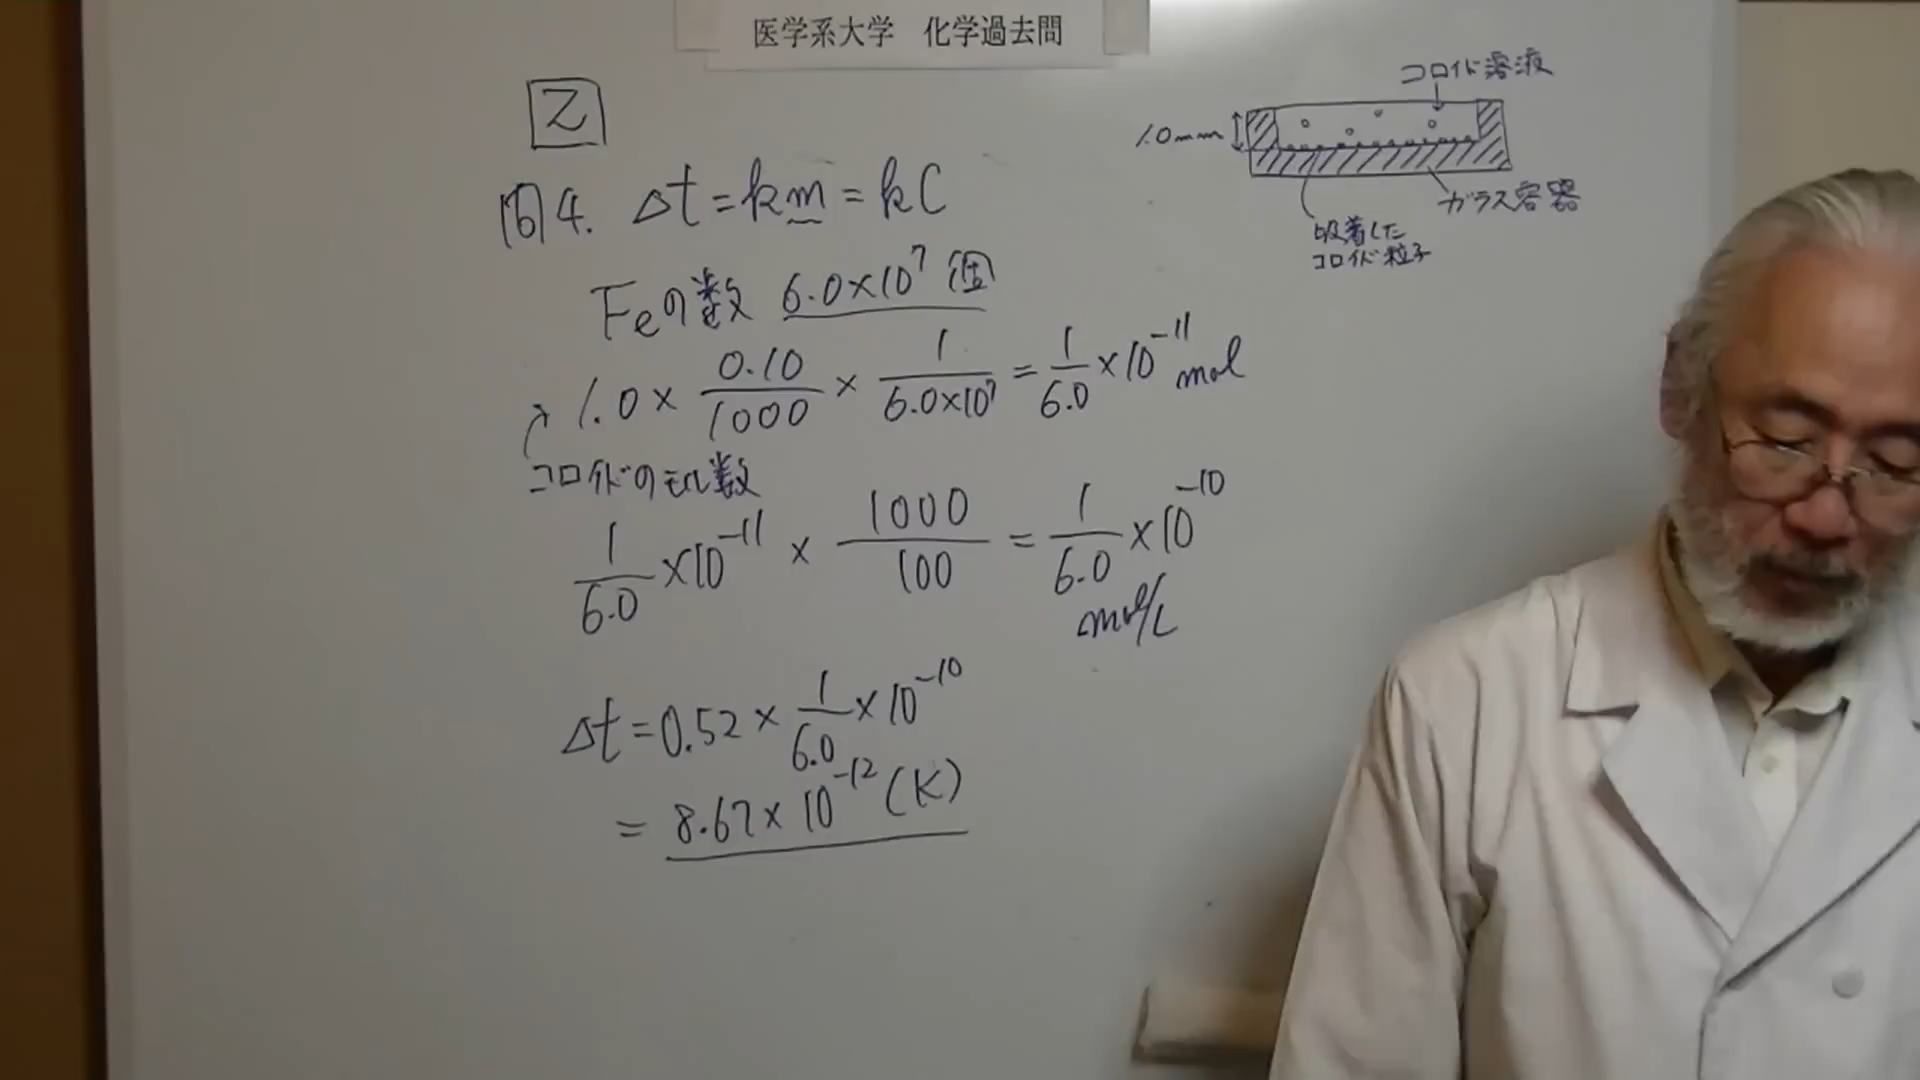 医学系大学 化学過去問
2
問4. Δt=km=kC
Feの数 6.0×10⁷個
1.0 × 0.10/1000 × 1/6.0×10⁷ = 1/6.0 ×10⁻¹¹ mol
コロイドのモル数
1/6.0 ×10⁻¹¹ × 1000/100 = 1/6.0 ×10⁻¹⁰
mol/L
Δt=0.52× 1/6.0 ×10⁻¹⁰
= 8.67×10⁻¹² (K)
コロイド溶液
1.0mm
ガラス容器
吸着した
コロイド粒子